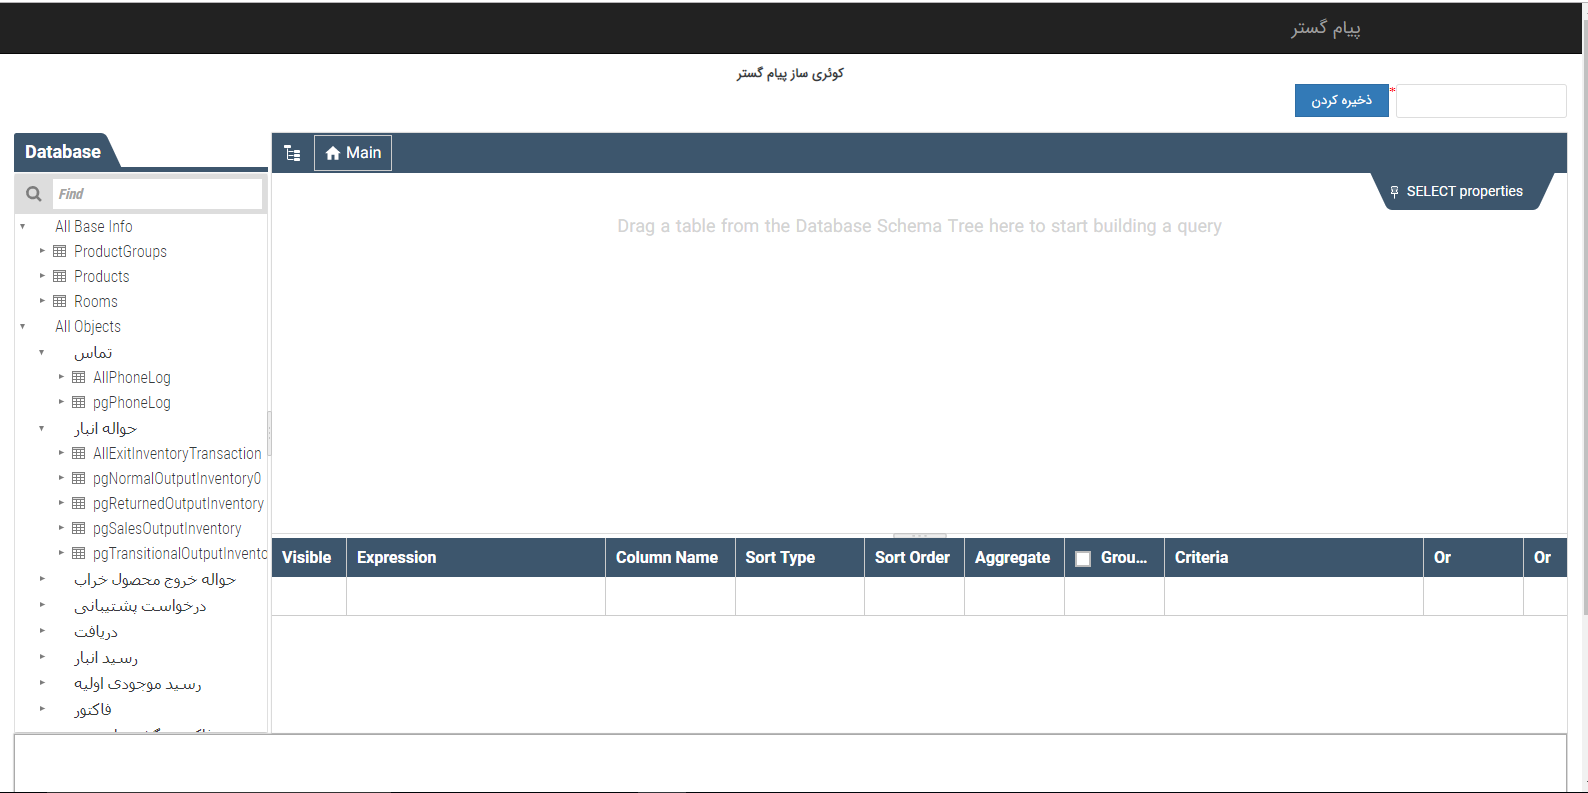 پیام گستر
کوئری ساز پیام گستر
ذخیره کردن *
Database
Main
Find
SELECT properties
Drag a table from the Database Schema Tree here to start building a query
All Base Info
ProductGroups
Products
Rooms
All Objects
تماس
AllPhoneLog
pgPhoneLog
حواله انبار
AllExitInventoryTransaction
pgNormalOutputInventory0
pgReturnedOutputInventory
pgSalesOutputInventory
pgTransitionalOutputInvento
حواله خروج محصول خراب
درخواست پشتیبانی
دریافت
رسید انبار
رسید موجودی اولیه
فاکتور
Visible Expression Column Name Sort Type Sort Order Aggregate Grou... Criteria Or Or